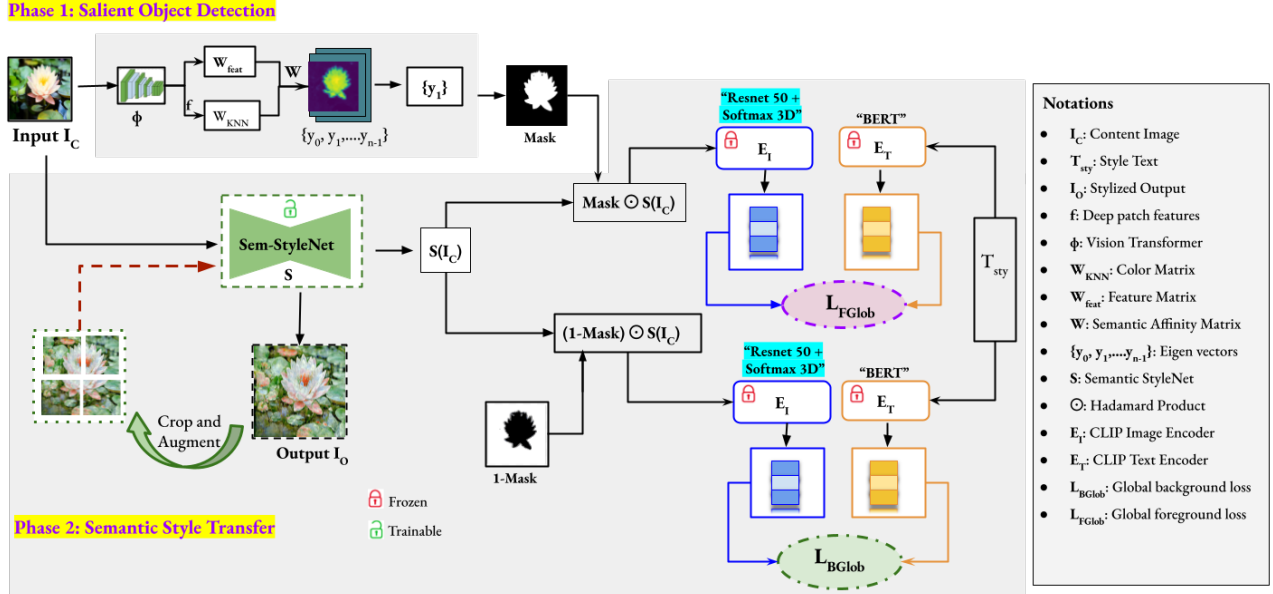 Phase 1: Salient Object Detection
Input I_C
ϕ
f
W_feat
W_KNN
W
{y_0, y_1,....y_n-1}
{y_1}
Mask
"Resnet 50 +
Softmax 3D"
"BERT"
E_I
E_T
Mask ⊙ S(I_C)
L_FGlob
T_sty
Sem-StyleNet
S
S(I_C)
(1-Mask) ⊙ S(I_C)
"Resnet 50 +
Softmax 3D"
"BERT"
E_I
E_T
L_BGlob
1-Mask
Crop and
Augment
Output I_O
Frozen
Trainable
Phase 2: Semantic Style Transfer
Notations
● I_C: Content Image
● T_sty: Style Text
● I_O: Stylized Output
● f: Deep patch features
● ϕ: Vision Transformer
● W_KNN: Color Matrix
● W_feat: Feature Matrix
● W: Semantic Affinity Matrix
● {y_0, y_1,....y_n-1}: Eigen vectors
● S: Semantic StyleNet
● ⊙: Hadamard Product
● E_I: CLIP Image Encoder
● E_T: CLIP Text Encoder
● L_BGlob: Global background loss
● L_FGlob: Global foreground loss